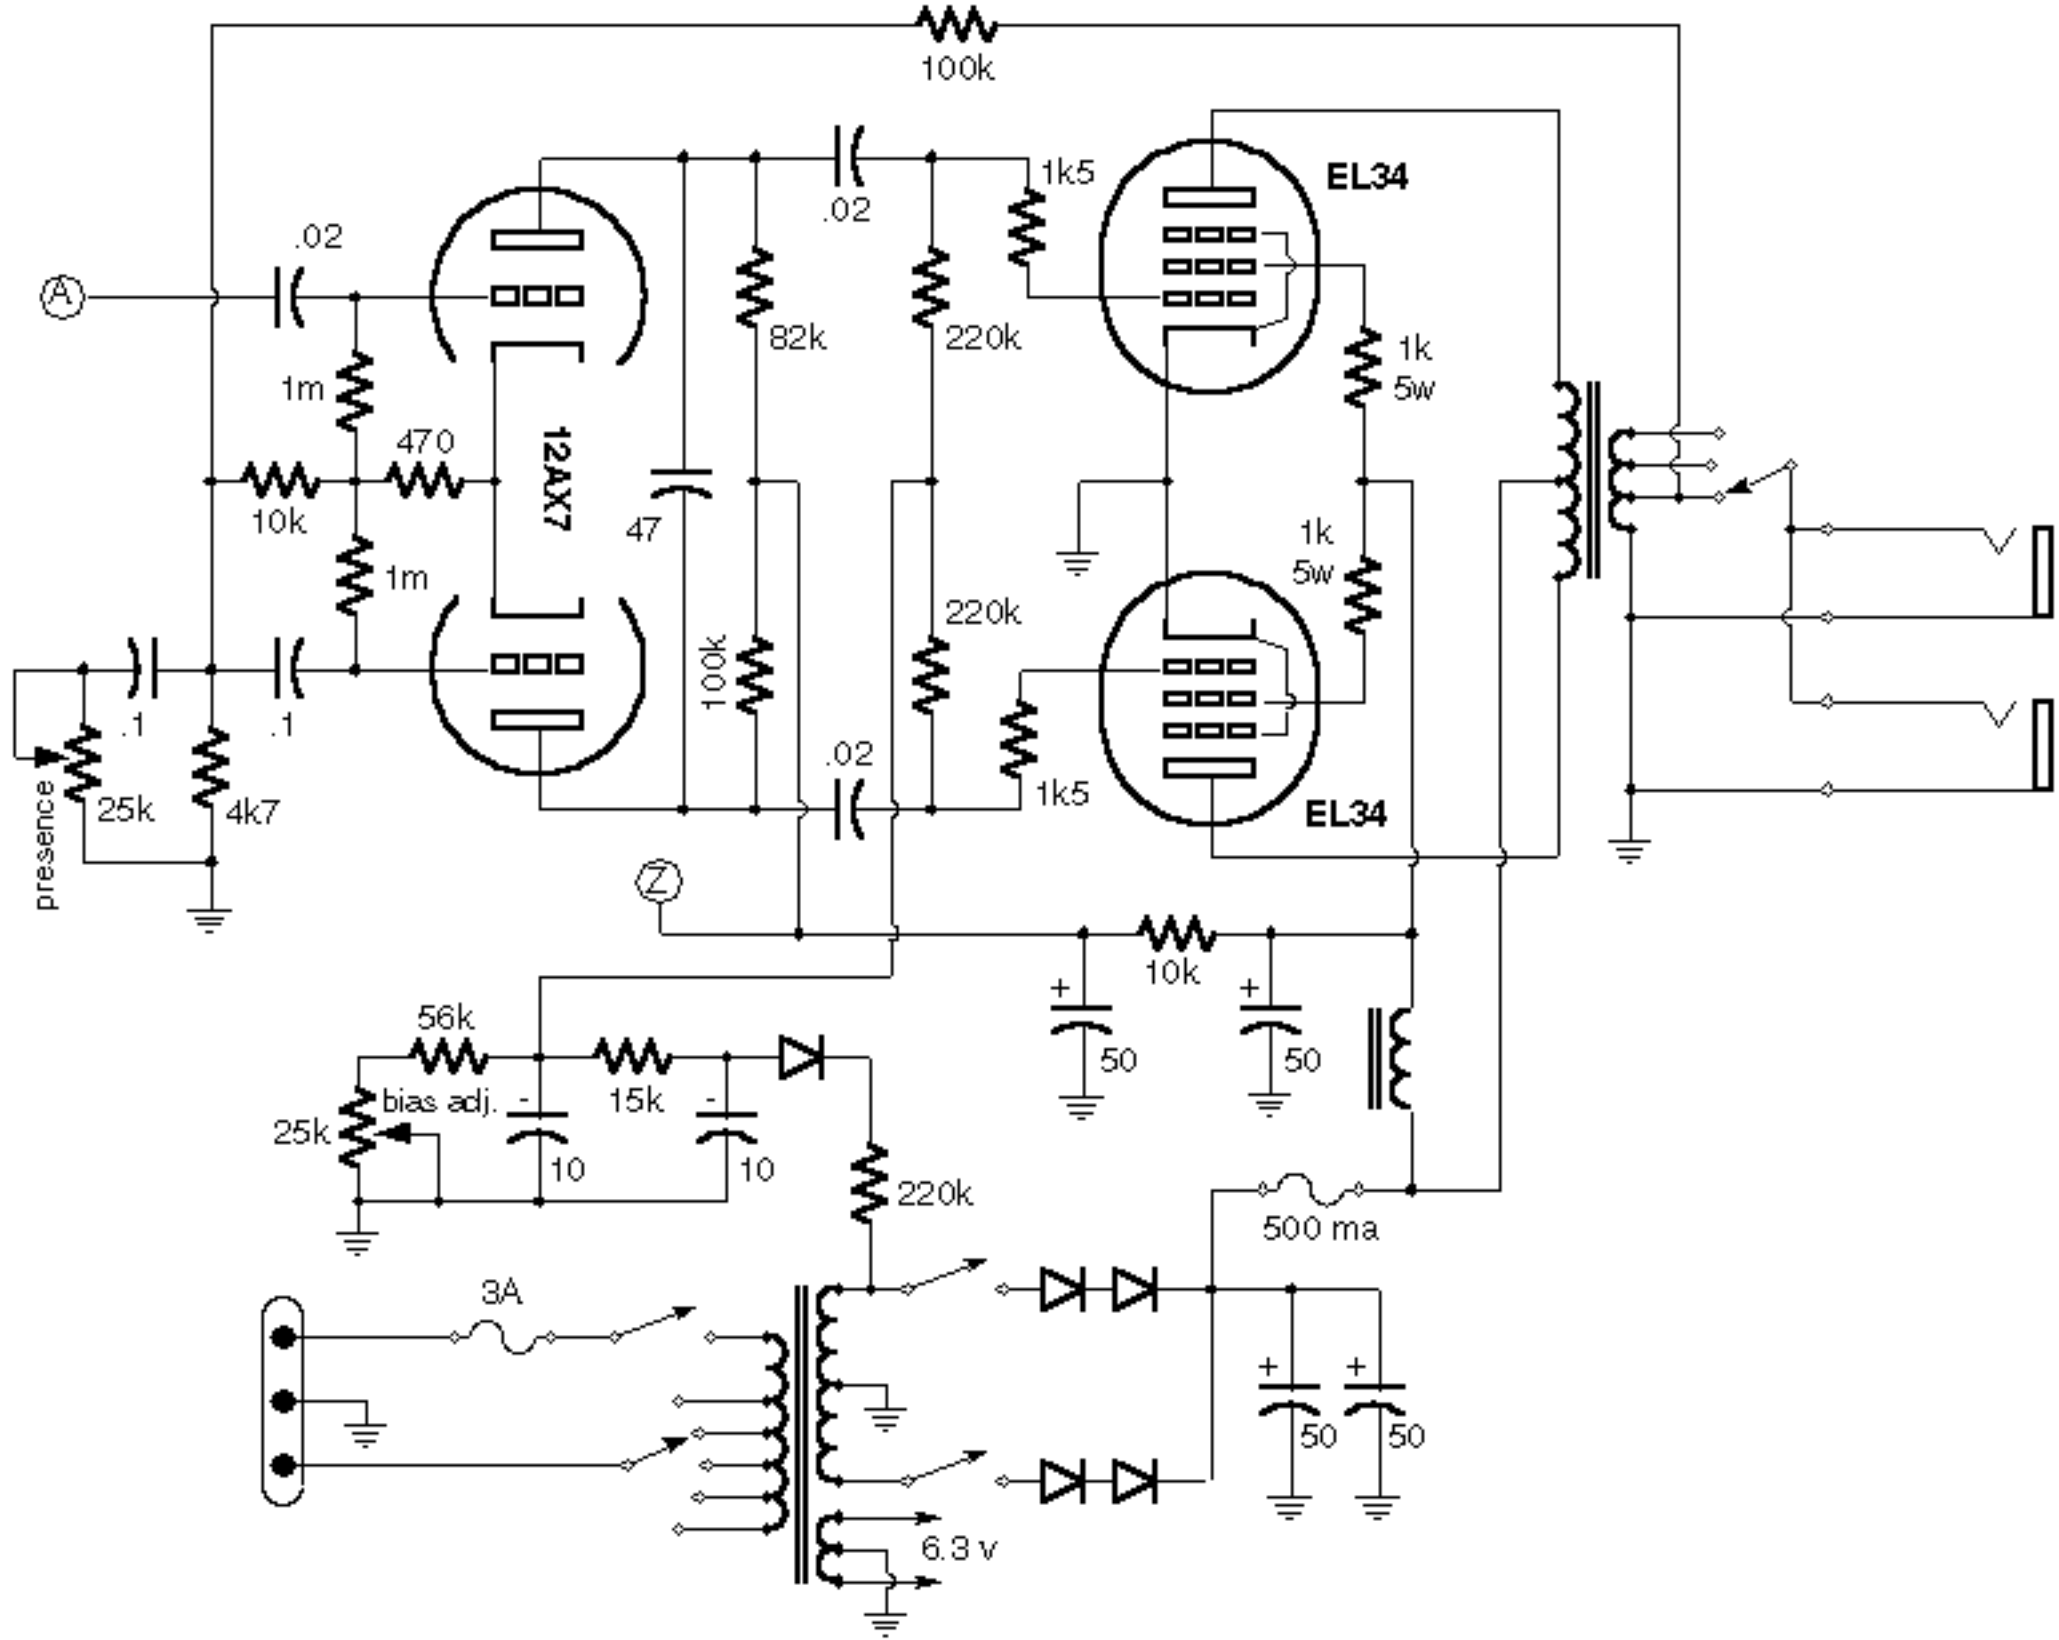 100k
1k5
EL34
.02
.02
A
82k
220k
1k
5w
1m
470
12AX7
10k
47
1k
5w
1m
220k
100k
.1
.1
.02
1k5
EL34
presence
25k
4k7
Z
10k
+
+
56k
50
50
bias adj.
-
15k
-
25k
10
10
220k
500 ma
3A
+
+
50
50
6.3 v